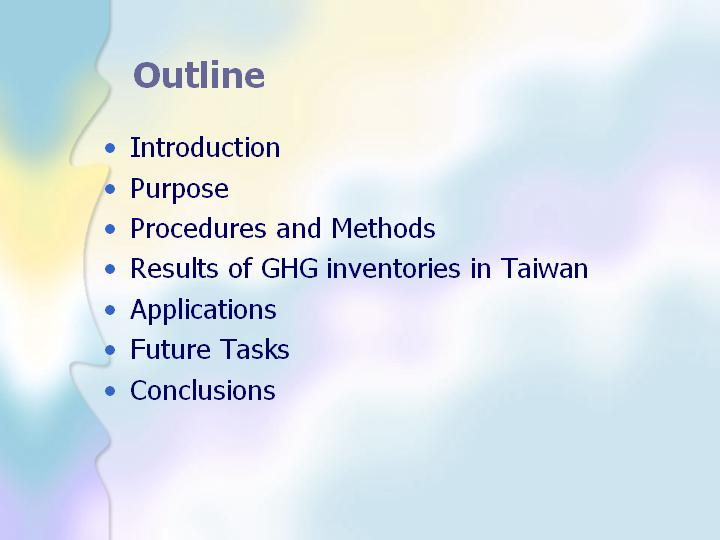 Outline
• Introduction
• Purpose
• Procedures and Methods
• Results of GHG inventories in Taiwan
• Applications
• Future Tasks
• Conclusions